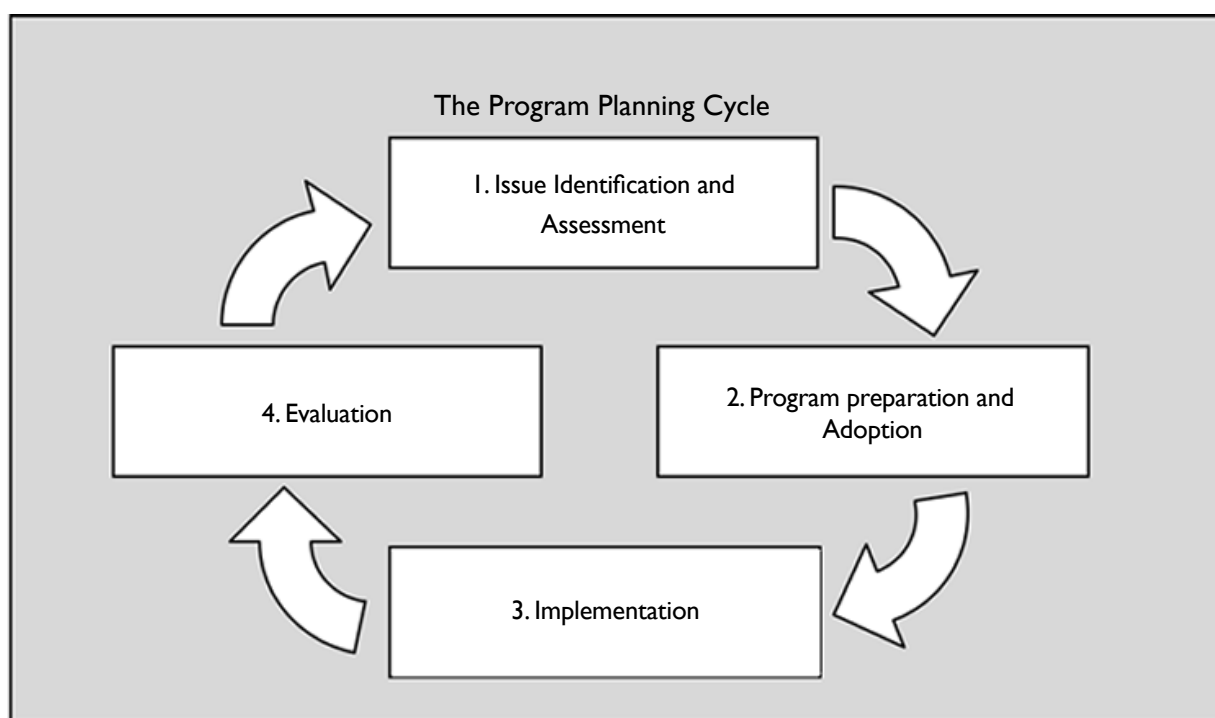 The Program Planning Cycle
1. Issue Identification and
Assessment
2. Program preparation and
Adoption
4. Evaluation
3. Implementation